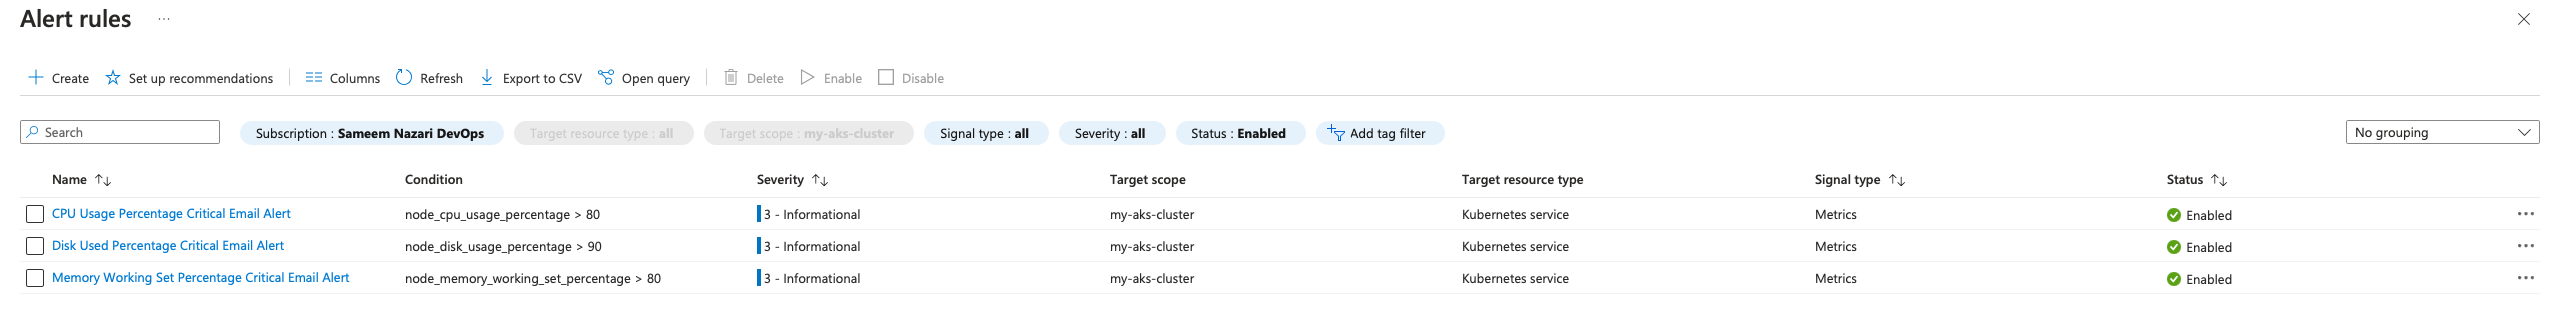 Alert rules ...
Create Set up recommendations Columns Refresh Export to CSV Open query Delete Enable Disable
Search Subscription : Sameem Nazari DevOps Target resource type : all Target scope : my-aks-cluster Signal type : all Severity : all Status : Enabled Add tag filter No grouping
Name Condition Severity Target scope Target resource type Signal type Status
CPU Usage Percentage Critical Email Alert node_cpu_usage_percentage > 80 3 - Informational my-aks-cluster Kubernetes service Metrics Enabled ...
Disk Used Percentage Critical Email Alert node_disk_usage_percentage > 90 3 - Informational my-aks-cluster Kubernetes service Metrics Enabled ...
Memory Working Set Percentage Critical Email Alert node_memory_working_set_percentage > 80 3 - Informational my-aks-cluster Kubernetes service Metrics Enabled ...